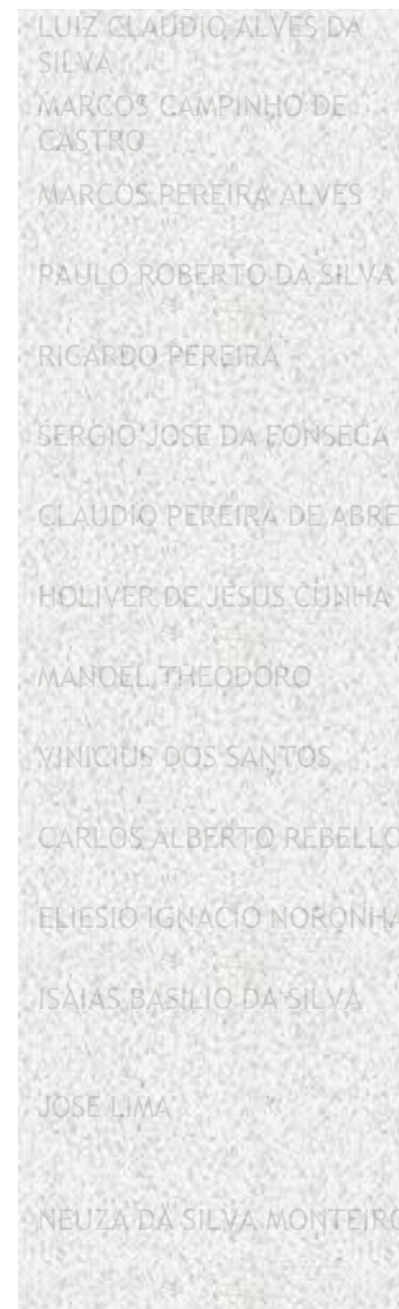 LUIZ CLAUDIO ALVES DA
SILVA
MARCOS CAMPINHO DE
CASTRO
MARCOS PEREIRA ALVES
PAULO ROBERTO DA SILVA
RICARDO PEREIRA
SERGIO JOSE DA FONSECA
CLAUDIO PEREIRA DE ABRE
HOLIVER DE JESUS CUNHA
MANOEL THEODORO
VINICIUS DOS SANTOS
CARLOS ALBERTO REBELLO
ELIESIO IGNACIO NORONHA
ISAIAS BASILIO DA SILVA
JOSE LIMA
NEUZA DA SILVA MONTEIRO